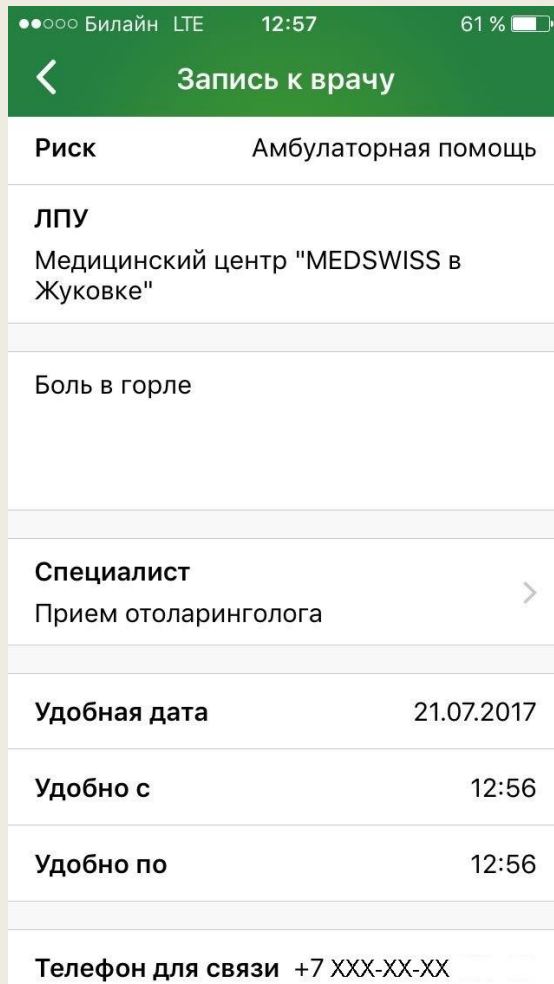 Билайн LTE 12:57 61 %
Запись к врачу
Риск Амбулаторная помощь
ЛПУ
Медицинский центр "MEDSWISS в
Жуковке"
Боль в горле
Специалист
Прием отоларинголога
Удобная дата 21.07.2017
Удобно с 12:56
Удобно по 12:56
Телефон для связи +7 XXX-XX-XX